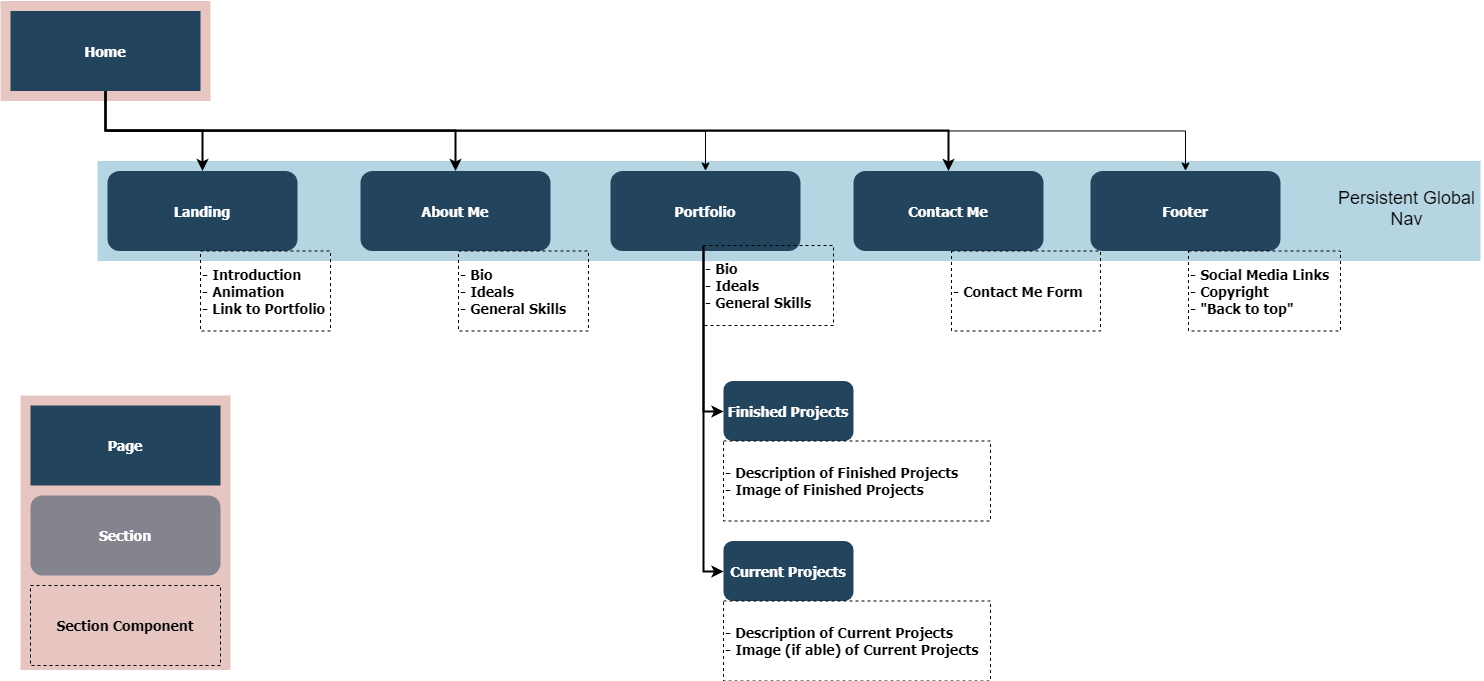 Home
Landing
About Me
Portfolio
Contact Me
Footer
Persistent Global
Nav
- Introduction
- Animation
- Link to Portfolio
- Bio
- Ideals
- General Skills
- Bio
- Ideals
- General Skills
- Contact Me Form
- Social Media Links
- Copyright
- "Back to top"
Finished Projects
- Description of Finished Projects
- Image of Finished Projects
Current Projects
- Description of Current Projects
- Image (if able) of Current Projects
Page
Section
Section Component